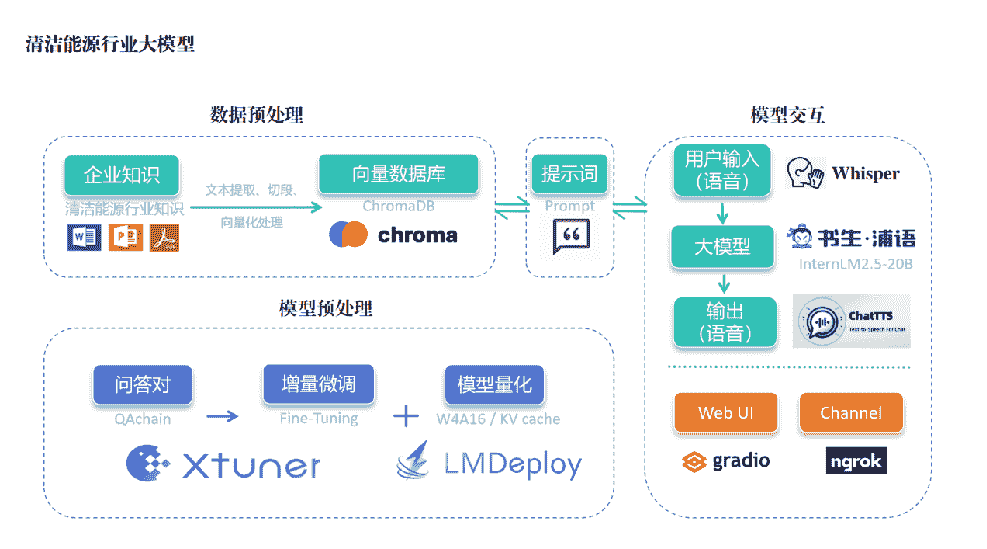 清洁能源行业大模型
数据预处理
企业知识
清洁能源行业知识
文本提取、切段、
向量化处理
向量数据库
ChromaDB
chroma
提示词
Prompt
模型交互
用户输入
(语音)
Whisper
大模型
书生·浦语
InternLM2.5-20B
输出
(语音)
ChatTTS
Text-to-Speech For Chat
Web UI
Channel
gradio
ngrok
模型预处理
问答对
QAchain
增量微调
Fine-Tuning
模型量化
W4A16 / KV cache
Xtuner
LMDeploy